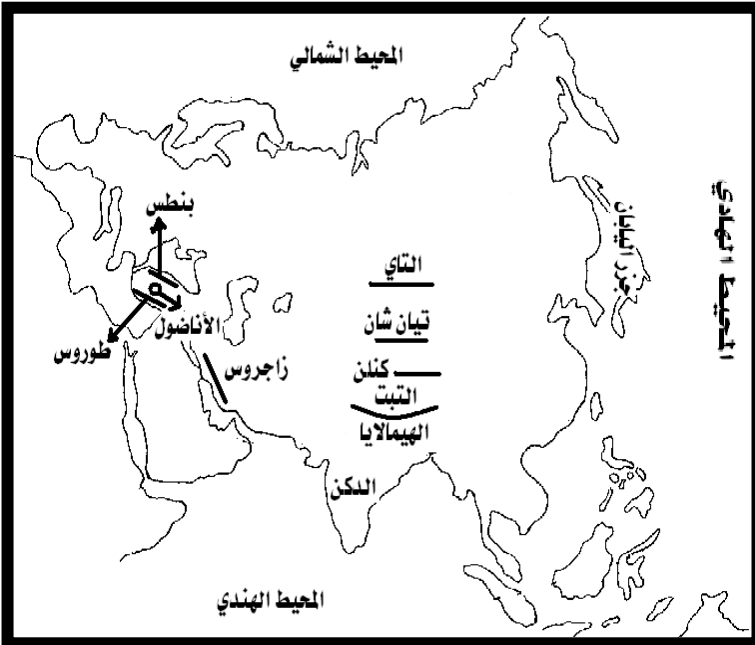 المحيط الشمالي
بنطس
جزر اليابان
المحيط الهادي
التاي
الأناضول
تيان شان
طوروس
زاجروس
كنلن
التبت
الهيمالايا
الدكن
المحيط الهندي